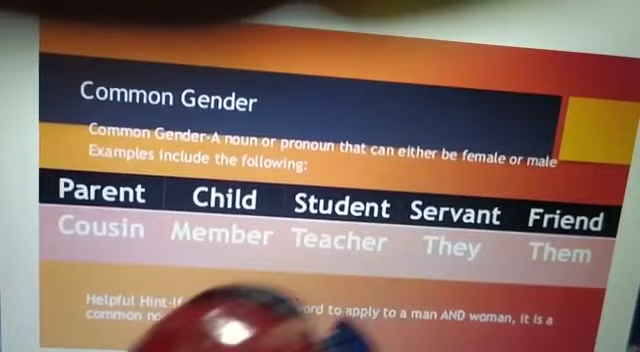 Common Gender
Common Gender-A noun or pronoun that can either be female or male
Examples include the following:
Parent Child Student Servant Friend
Cousin Member Teacher They Them
Helpful Hint-If to apply to a man AND woman, it is a
common